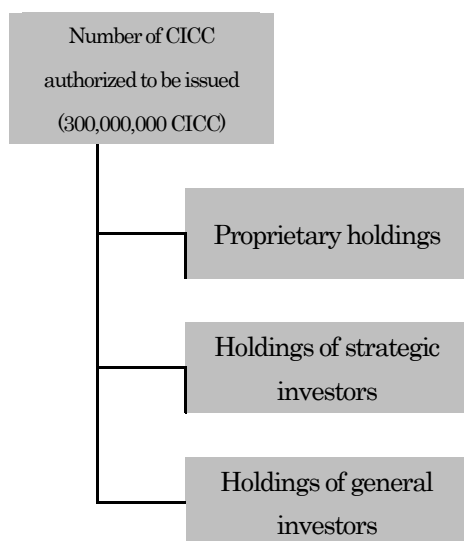 Number of CICC
authorized to be issued
(300,000,000 CICC)
Proprietary holdings
Holdings of strategic
investors
Holdings of general
investors